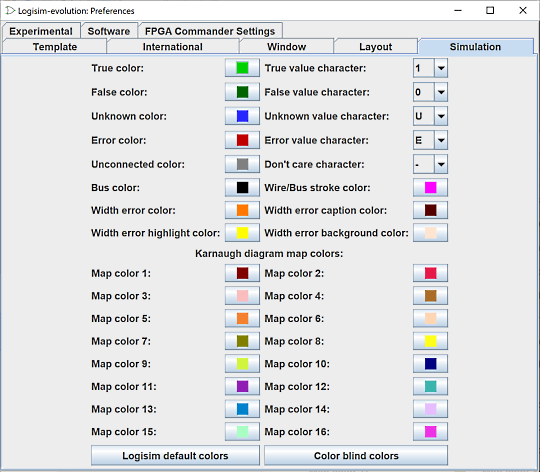 Logisim-evolution: Preferences
Experimental Software FPGA Commander Settings
Template International Window Layout Simulation
True color: True value character: 1
False color: False value character: 0
Unknown color: Unknown value character: U
Error color: Error value character: E
Unconnected color: Don't care character: -
Bus color: Wire/Bus stroke color:
Width error color: Width error caption color:
Width error highlight color: Width error background color:
Karnaugh diagram map colors:
Map color 1: Map color 2:
Map color 3: Map color 4:
Map color 5: Map color 6:
Map color 7: Map color 8:
Map color 9: Map color 10:
Map color 11: Map color 12:
Map color 13: Map color 14:
Map color 15: Map color 16:
Logisim default colors Color blind colors